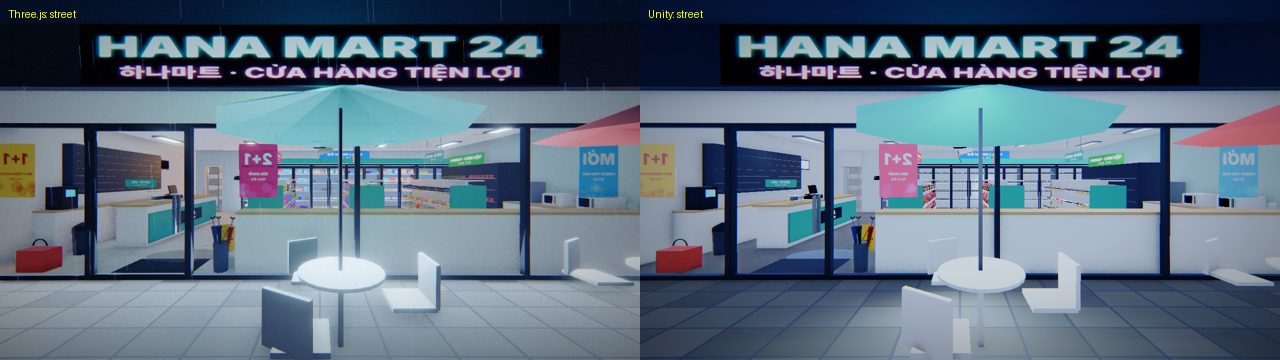 Three.js: street
HANA MART 24
하나마트 · CỬA HÀNG TIỆN LỢI
1+1
2+1
MỚI
Unity: street
HANA MART 24
하나마트 · CỬA HÀNG TIỆN LỢI
1+1
2+1
MỚI